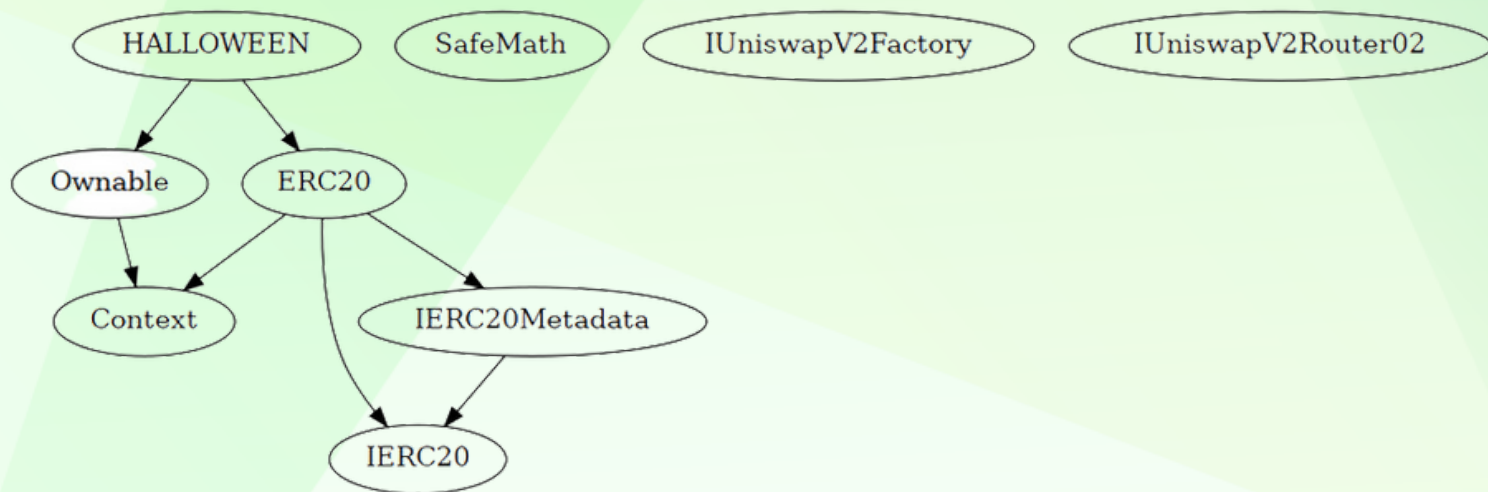 HALLOWEEN
SafeMath
IUniswapV2Factory
IUniswapV2Router02
Ownable
ERC20
Context
IERC20Metadata
IERC20